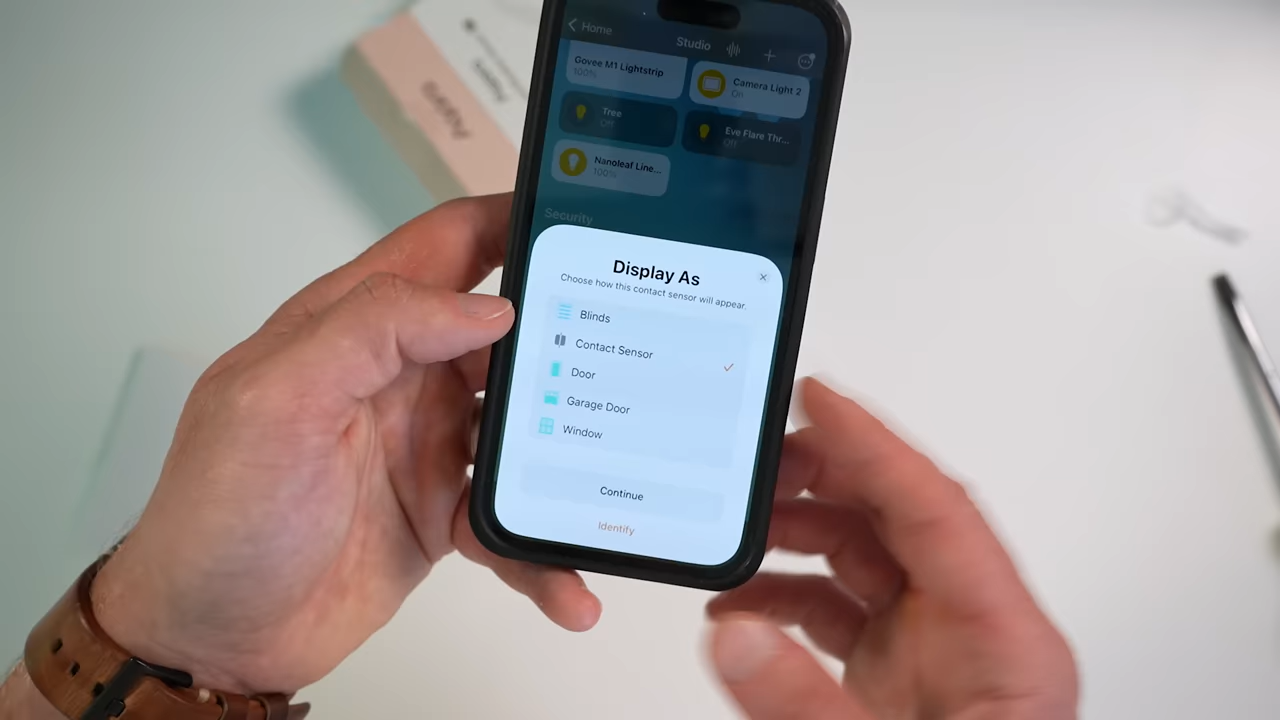 Aqara
Home
Studio
Govee M1 Lightstrip
100%
Camera Light 2
On
Tree
Off
Eve Flare Thr...
Off
Nanoleaf Line...
100%
Security
Display As
Choose how this contact sensor will appear.
Blinds
Contact Sensor
Door
Garage Door
Window
Continue
Identify